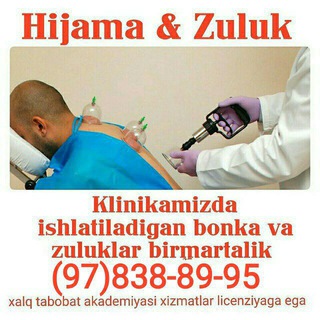 Hijama & Zuluk
Klinikamizda
ishlatiladigan bonka va
zuluklar birmartalik
(97)838-89-95
xalq tabobat akademiyasi xizmatlar licenziyaga ega